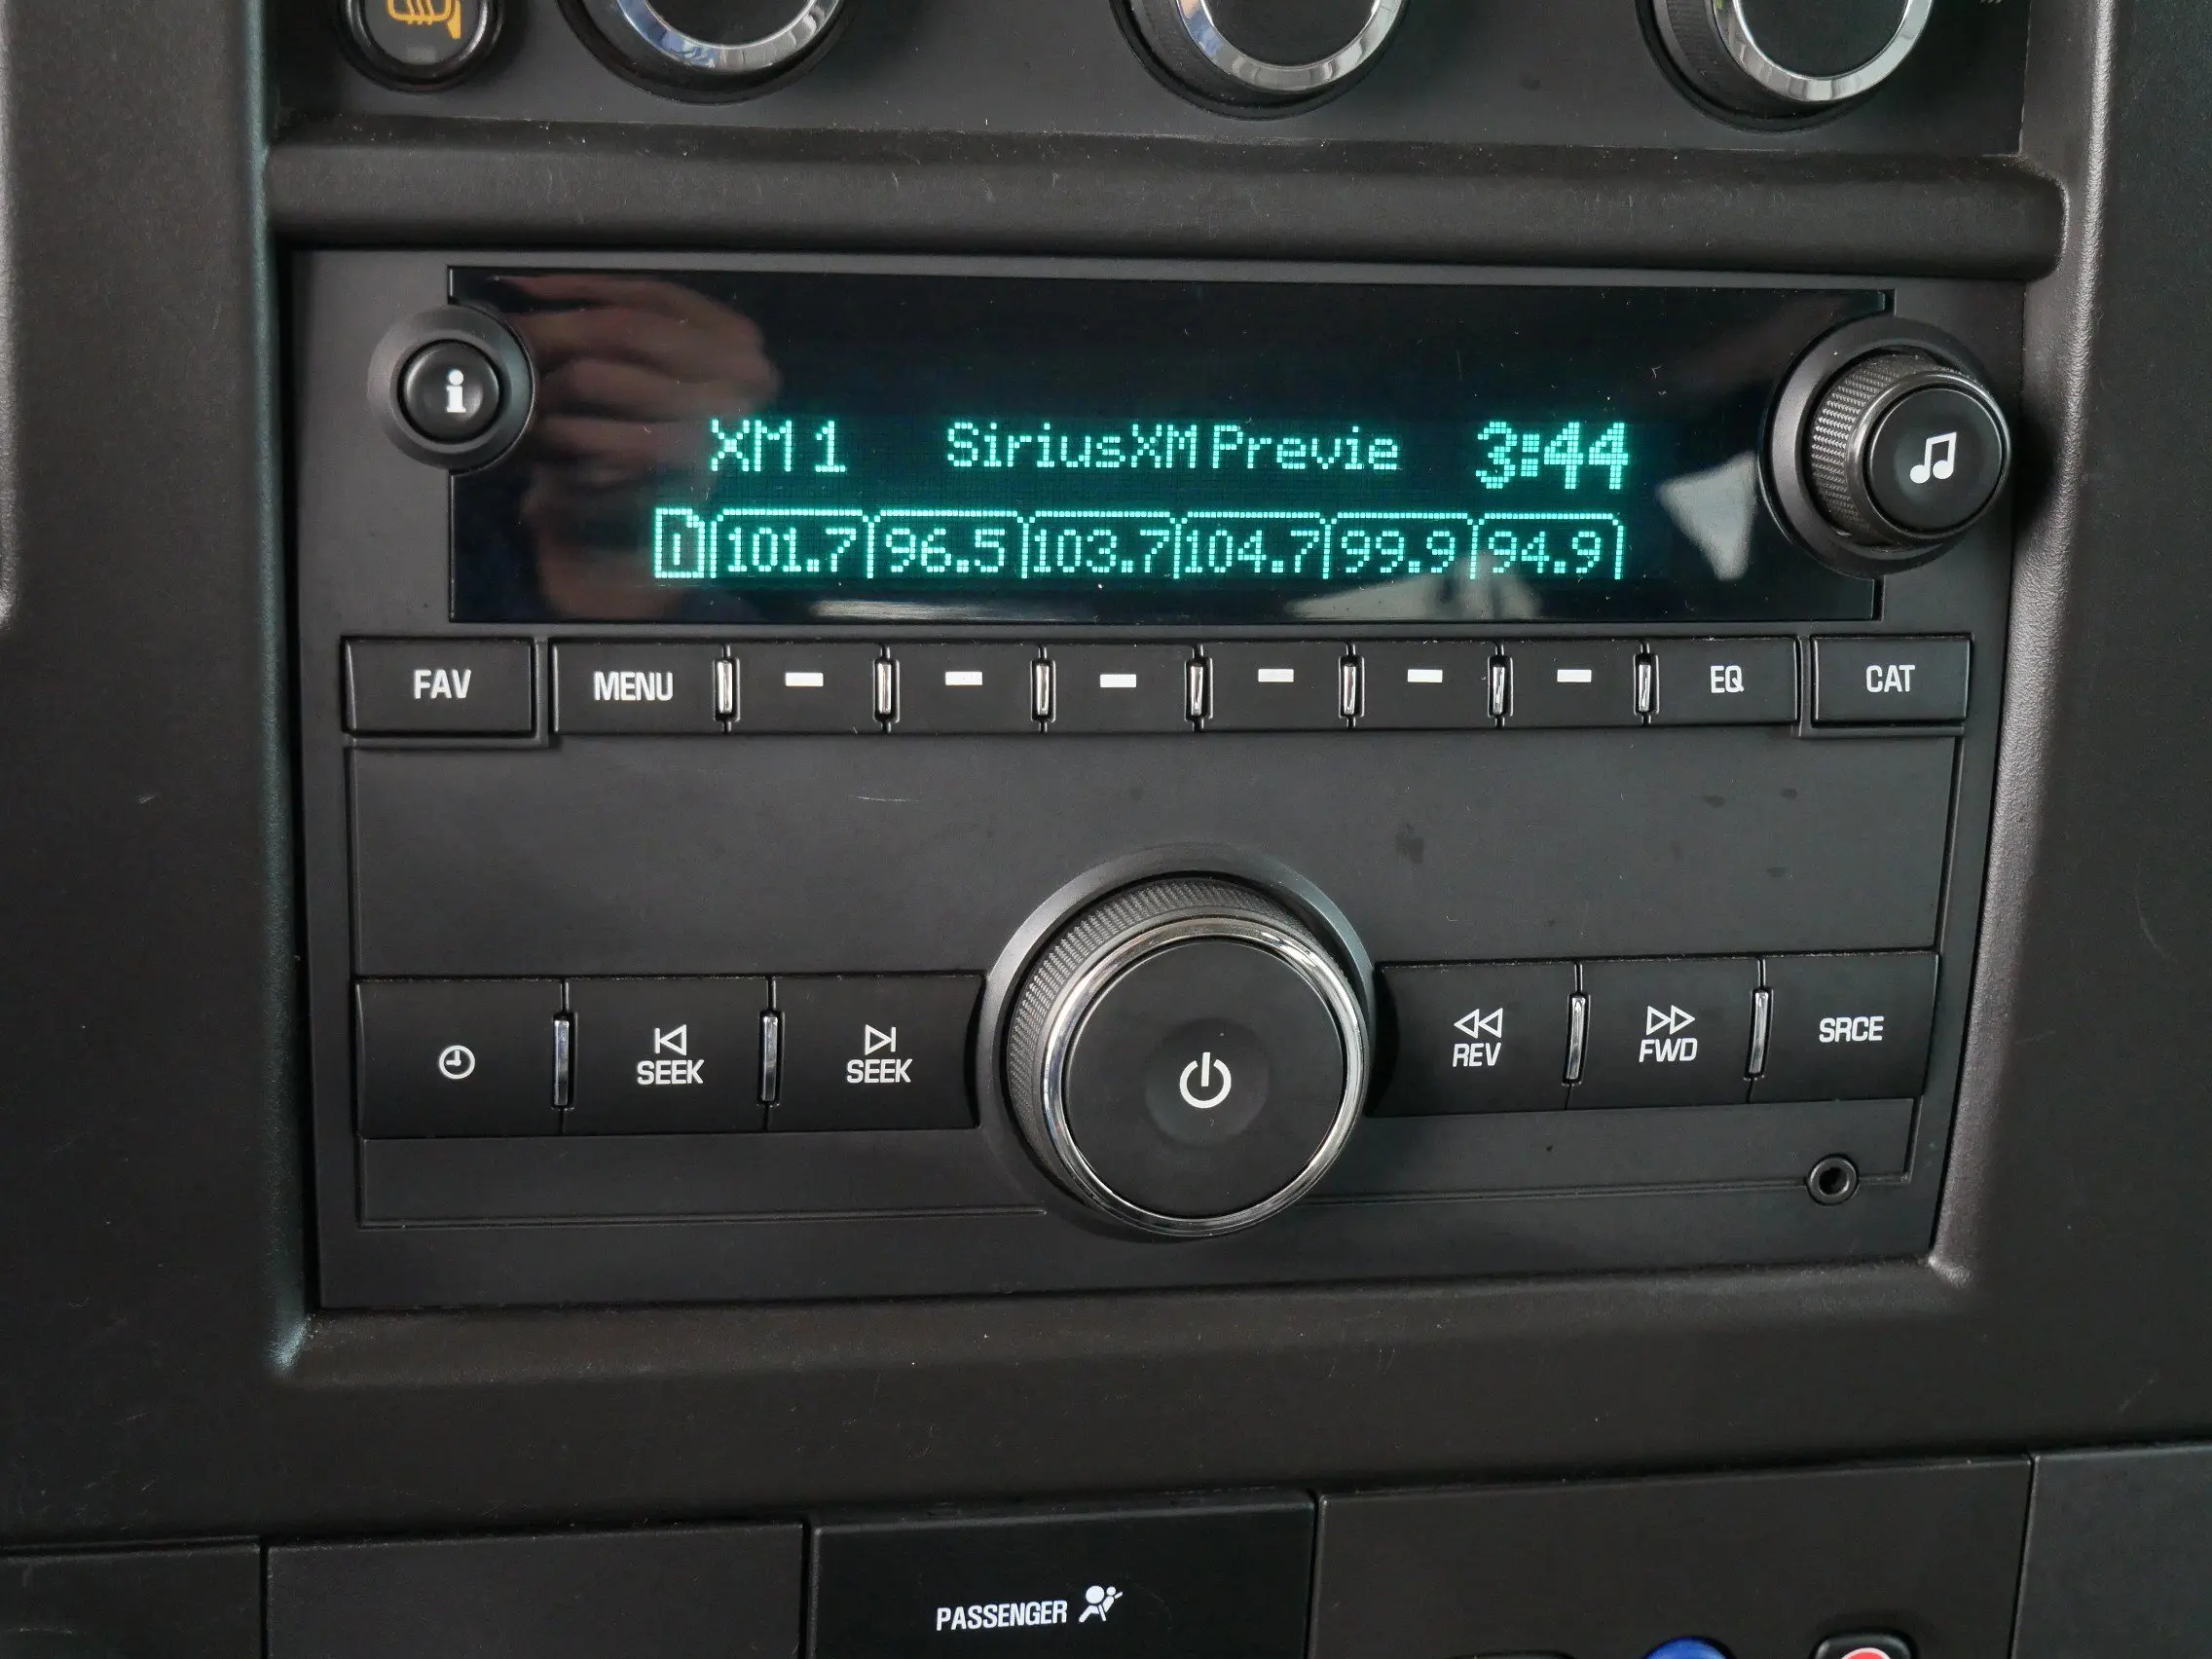 i
XM 1 SiriusXM Previe 3:44
1 101.7 96.5 103.7 104.7 99.9 94.9
FAV MENU EQ CAT
SEEK SEEK REV FWD SRCE
PASSENGER